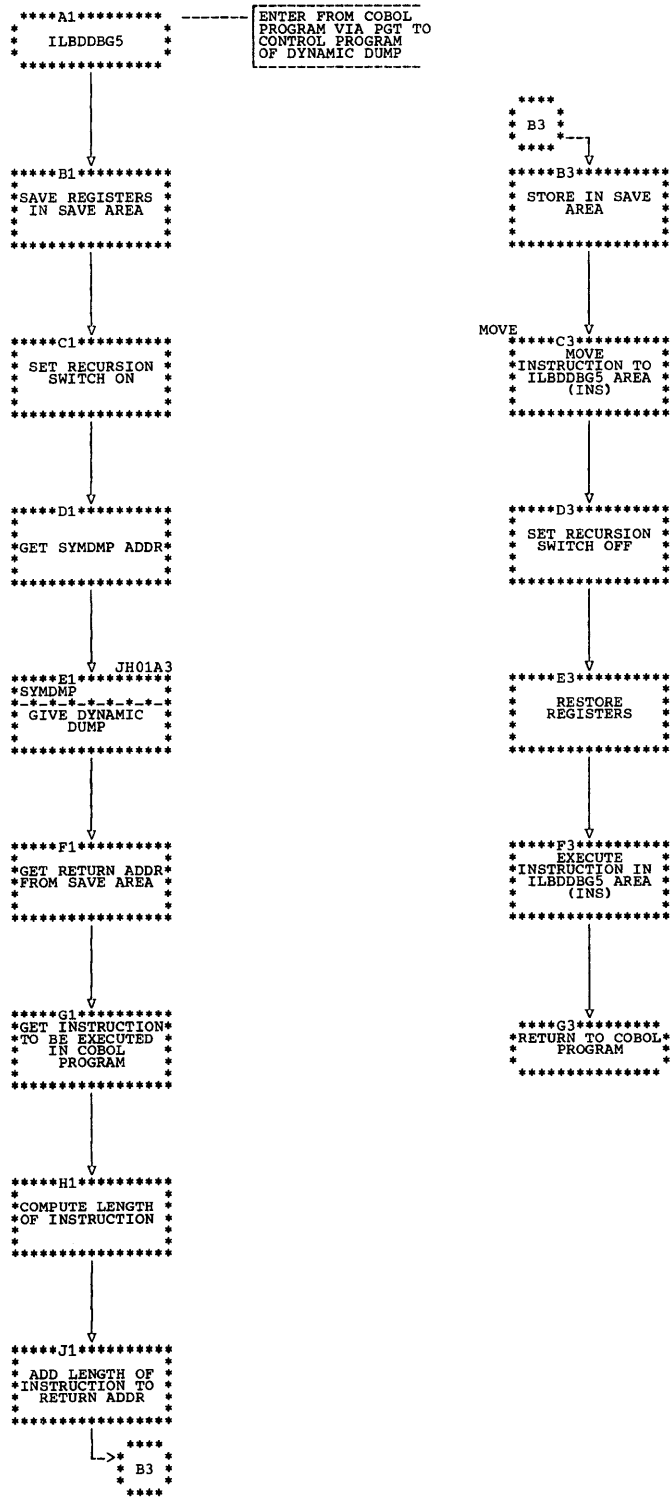 A1
ILBDDBG5
ENTER FROM COBOL
PROGRAM VIA PGT TO
CONTROL PROGRAM
OF DYNAMIC DUMP
B1
SAVE REGISTERS
IN SAVE AREA
C1
SET RECURSION
SWITCH ON
D1
GET SYMDMP ADDR
JH01A3
E1
SYMDMP
GIVE DYNAMIC
DUMP
F1
GET RETURN ADDR
FROM SAVE AREA
G1
GET INSTRUCTION
TO BE EXECUTED
IN COBOL
PROGRAM
H1
COMPUTE LENGTH
OF INSTRUCTION
J1
ADD LENGTH OF
INSTRUCTION TO
RETURN ADDR
B3
B3
B3
STORE IN SAVE
AREA
MOVE
C3
MOVE
INSTRUCTION TO
ILBDDBG5 AREA
(INS)
D3
SET RECURSION
SWITCH OFF
E3
RESTORE
REGISTERS
F3
EXECUTE
INSTRUCTION IN
ILBDDBG5 AREA
(INS)
G3
RETURN TO COBOL
PROGRAM